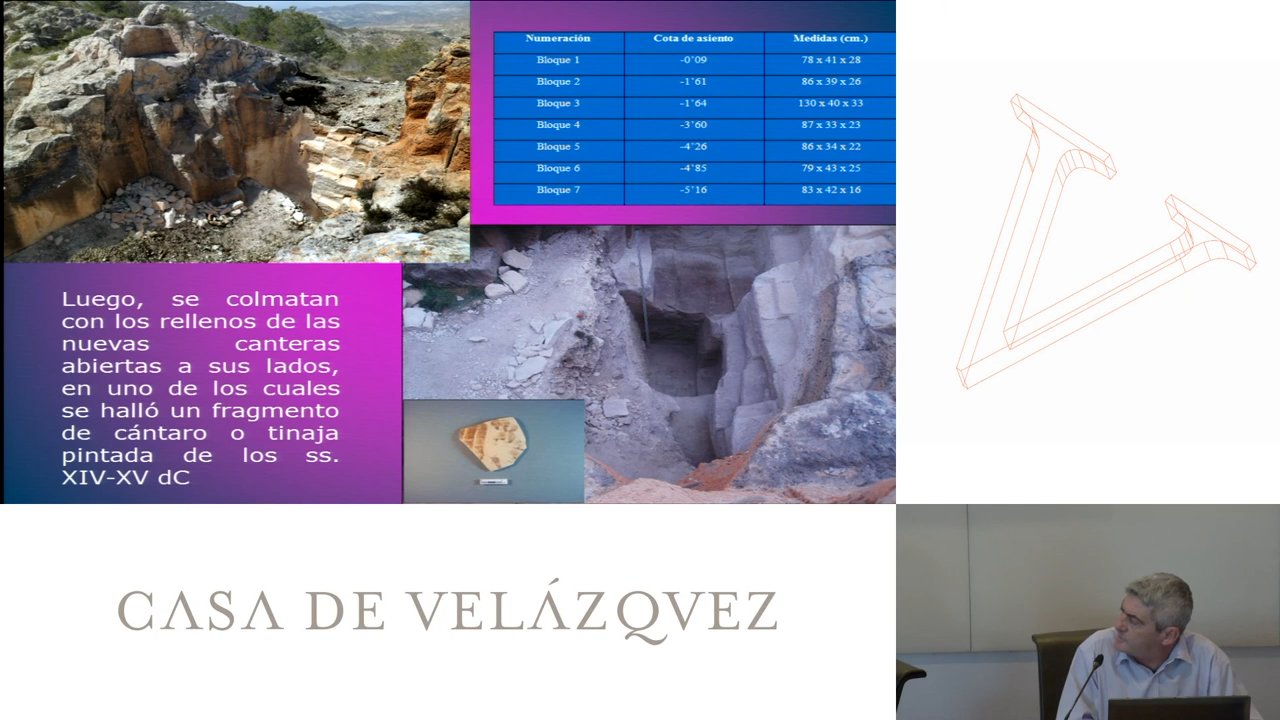 Numeración Cota de asiento Medidas (cm.)
Bloque 1 -0'09 78 x 41 x 28
Bloque 2 -1'61 86 x 39 x 26
Bloque 3 -1'64 130 x 40 x 33
Bloque 4 -3'60 87 x 33 x 23
Bloque 5 -4'26 86 x 34 x 22
Bloque 6 -4'85 79 x 43 x 25
Bloque 7 -5'16 83 x 42 x 16
Luego, se colmatan
con los rellenos de las
nuevas canteras
abiertas a sus lados,
en uno de los cuales
se halló un fragmento
de cántaro o tinaja
pintada de los ss.
XIV-XV dC
CASA DE VELÁZQVEZ